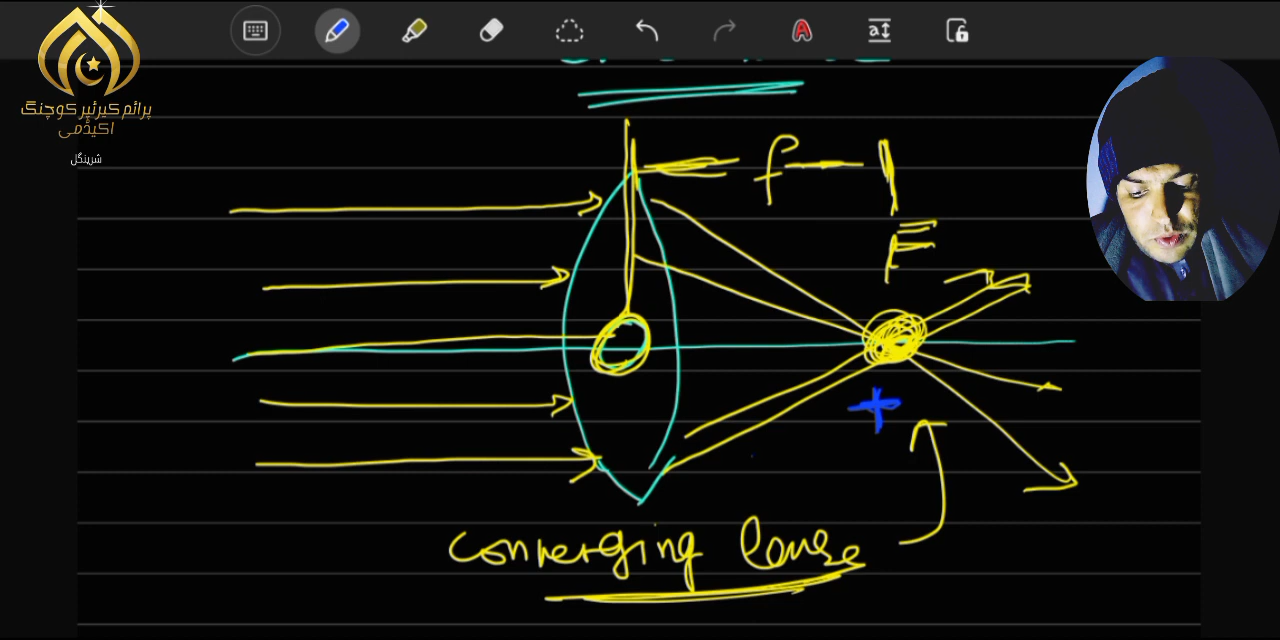 پرائم کیرئیر کوچنگ
اکیڈمی
شرینگل
f
F
+
converging lense